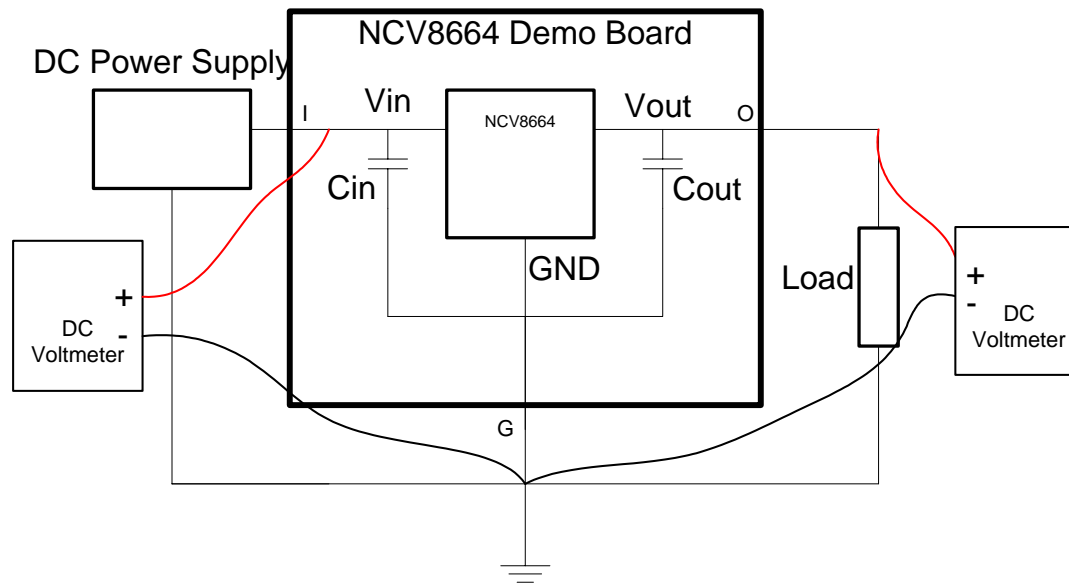 NCV8664 Demo Board
DC Power Supply
I
Vin
NCV8664
Vout
O
Cin
Cout
GND
Load
+
-
DC
Voltmeter
+
-
DC
Voltmeter
G